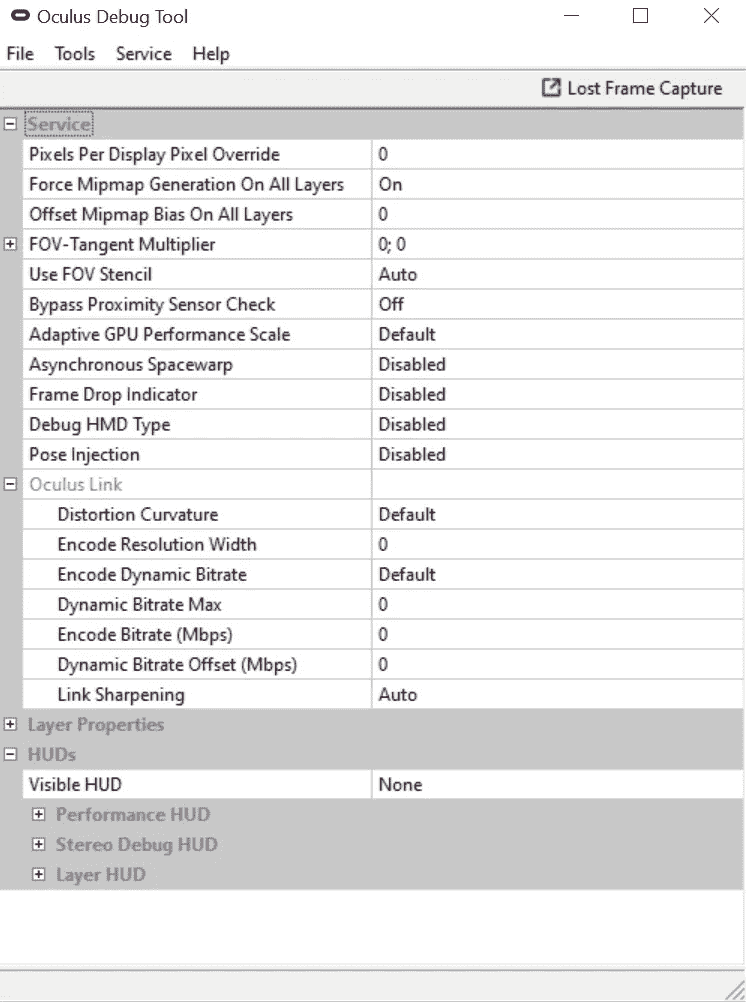 Oculus Debug Tool
File Tools Service Help
Lost Frame Capture
Service
Pixels Per Display Pixel Override 0
Force Mipmap Generation On All Layers On
Offset Mipmap Bias On All Layers 0
FOV-Tangent Multiplier 0; 0
Use FOV Stencil Auto
Bypass Proximity Sensor Check Off
Adaptive GPU Performance Scale Default
Asynchronous Spacewarp Disabled
Frame Drop Indicator Disabled
Debug HMD Type Disabled
Pose Injection Disabled
Oculus Link
Distortion Curvature Default
Encode Resolution Width 0
Encode Dynamic Bitrate Default
Dynamic Bitrate Max 0
Encode Bitrate (Mbps) 0
Dynamic Bitrate Offset (Mbps) 0
Link Sharpening Auto
Layer Properties
HUDs
Visible HUD None
Performance HUD
Stereo Debug HUD
Layer HUD